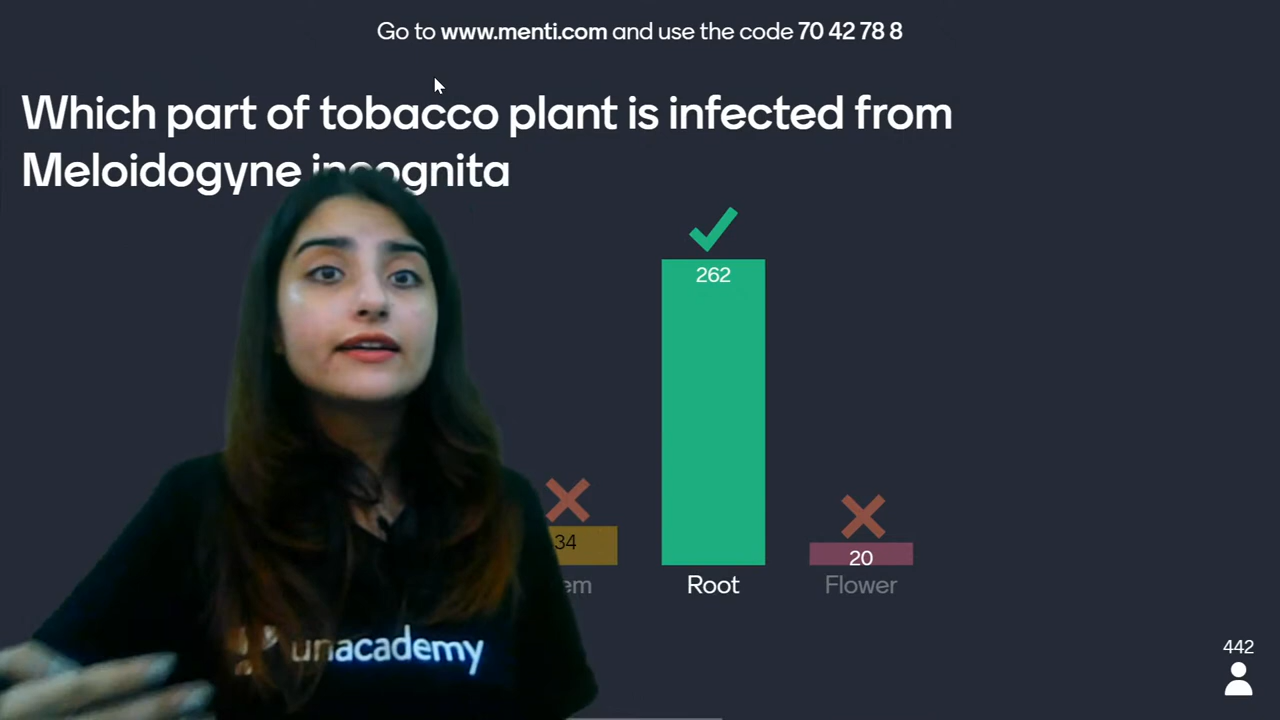 Go to www.menti.com and use the code 70 42 78 8
Which part of tobacco plant is infected from
Meloidogyne incognita
262
34
20
Root
Flower
unacademy
442